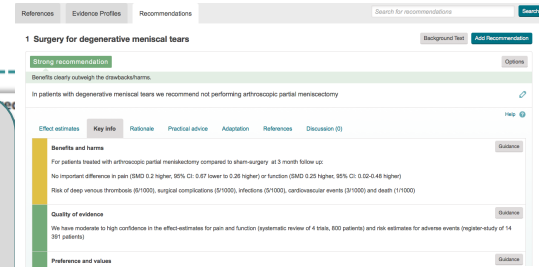 References Evidence Profiles Recommendations Search for recommendations Search
1 Surgery for degenerative meniscal tears Background Text Add Recommendation
Strong recommendation Options
Benefits clearly outweigh the drawbacks/harms.
In patients with degenerative meniscal tears we recommend not performing arthroscopic partial meniscectomy
Help
Effect estimates Key info Rationale Practical advice Adaptation References Discussion (0)
Benefits and harms Guidance
For patients treated with arthroscopic partial meniskectomy compared to sham-surgery at 3 month follow up:
No important difference in pain (SMD 0.2 higher, 95% CI: 0.67 lower to 0.26 higher) or function (SMD 0.25 higher, 95% CI: 0.02-0.48 higher)
Risk of deep venous thrombosis (6/1000), surgical complications (5/1000), infections (5/1000), cardiovascular events (3/1000) and death (1/1000)
Quality of evidence Guidance
We have moderate to high confidence in the effect-estimates for pain and function (systematic review of 4 trials, 800 patients) and risk estimates for adverse events (register-study of 14
391 patients)
Preference and values Guidance